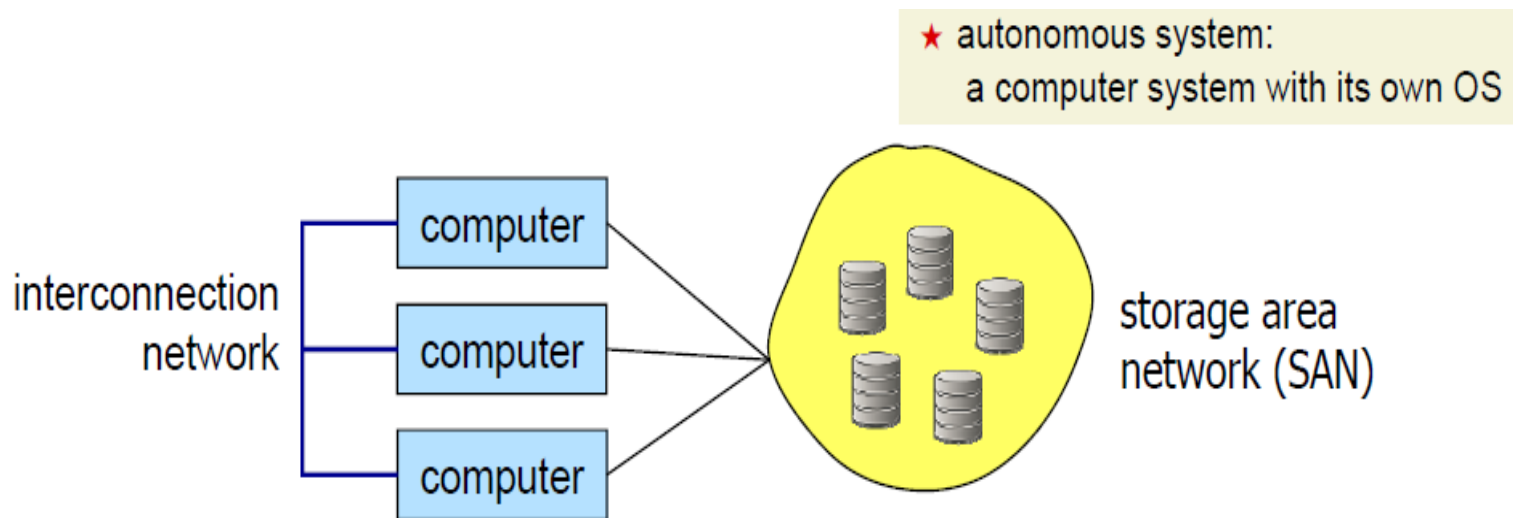 ★ autonomous system:
a computer system with its own OS
computer
interconnection
network
computer
computer
storage area
network (SAN)